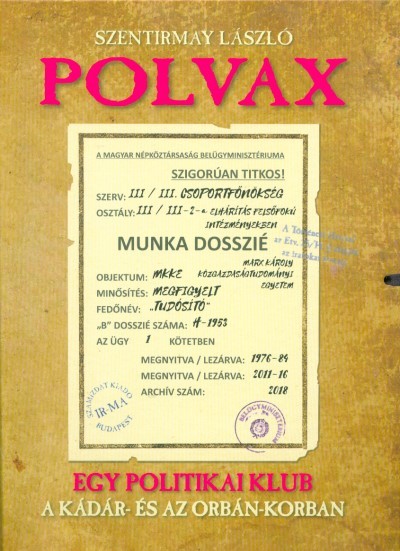 SZENTIRMAY LÁSZLÓ
POLVAX
A MAGYAR NÉPKÖZTÁRSASÁG BELÜGYMINISZTÉRIUMA
SZIGORÚAN TITKOS!
SZERV: III / III. CSOPORTFŐNÖKSÉG
OSZTÁLY: III / III-2-a. ELHÁRÍTÁS FELSŐFOKÚ
INTÉZMÉNYEKBEN
MUNKA DOSSZIÉ
MARX KÁROLY
OBJEKTUM: MKKE KÖZGAZDASÁGTUDOMÁNYI
EGYETEM
MINŐSÍTÉS: MEGFIGYELT
FEDŐNÉV: „TUDÓSÍTÓ"
„B" DOSSZIÉ SZÁMA: H-1953
AZ ÜGY 1 KÖTETBEN
MEGNYITVA / LEZÁRVA: 1976-84
MEGNYITVA / LEZÁRVA: 2011-16
ARCHÍV SZÁM: 2018
SZAMIZDAT KIADÓ
IR-MA
BUDAPEST
BELÜGYMINISZTÉRIUM
EGY POLITIKAI KLUB
A KÁDÁR- ÉS AZ ORBÁN-KORBAN